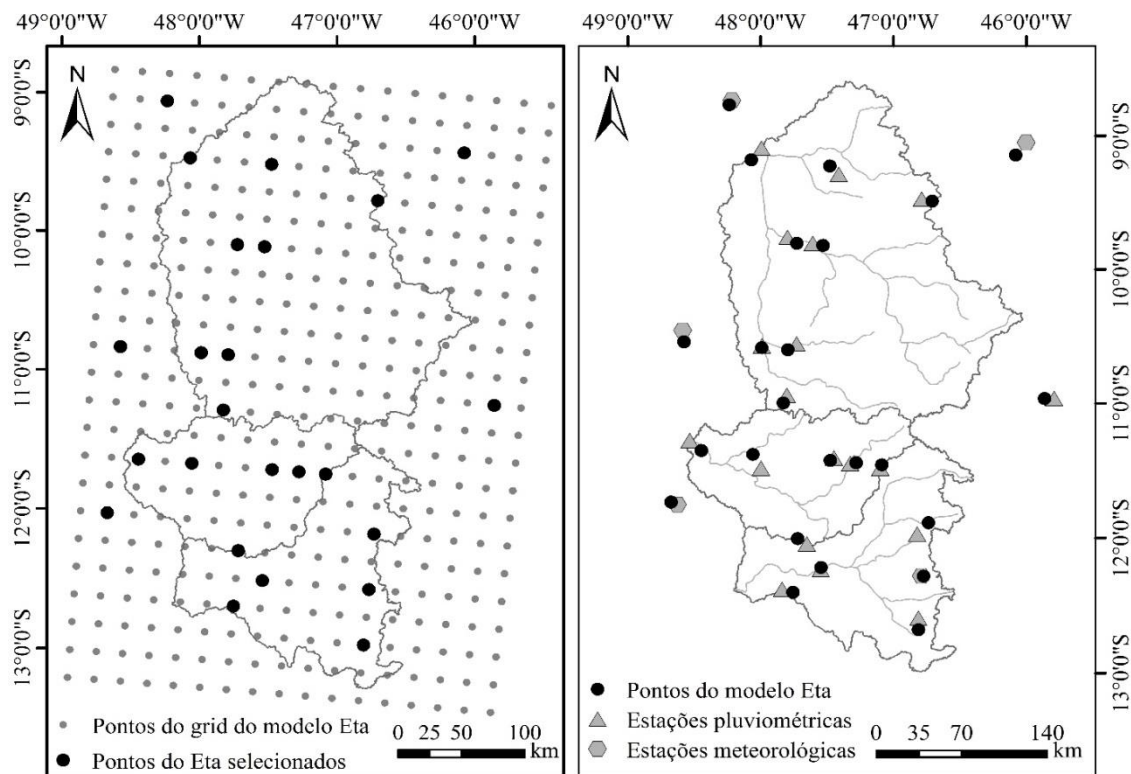 49°0'0"W 48°0'0"W 47°0'0"W 46°0'0"W
N
9°0'0"S
10°0'0"S
11°0'0"S
12°0'0"S
13°0'0"S
Pontos do grid do modelo Eta
Pontos do Eta selecionados
0 25 50 100
km
49°0'0"W 48°0'0"W 47°0'0"W 46°0'0"W
N
9°0'0"S
10°0'0"S
11°0'0"S
12°0'0"S
13°0'0"S
Pontos do modelo Eta
Estações pluviométricas
Estações meteorológicas
0 35 70 140
km